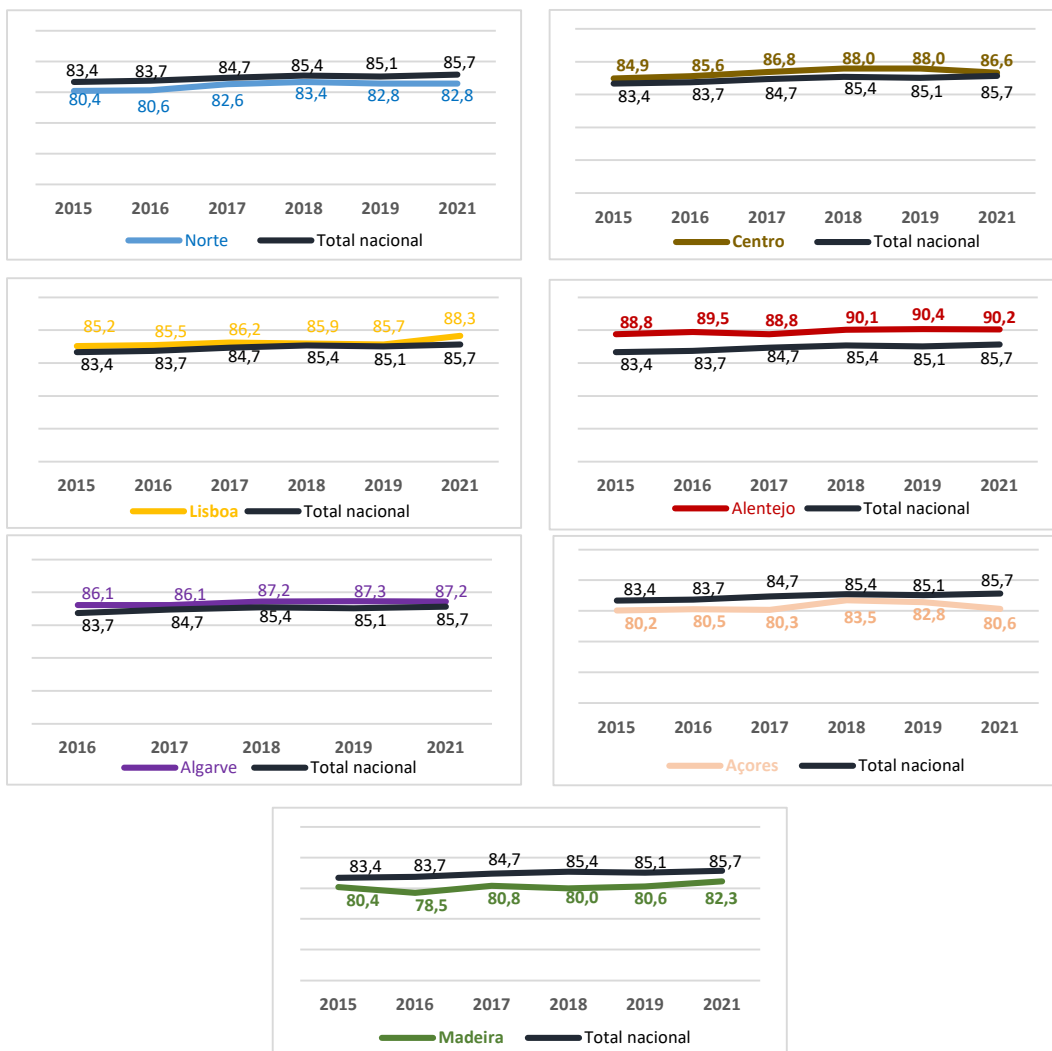 83,4 83,7 84,7 85,4 85,1 85,7
80,4 80,6 82,6 83,4 82,8 82,8
2015 2016 2017 2018 2019 2021
Norte Total nacional
84,9 85,6 86,8 88,0 88,0 86,6
83,4 83,7 84,7 85,4 85,1 85,7
2015 2016 2017 2018 2019 2021
Centro Total nacional
85,2 85,5 86,2 85,9 85,7 88,3
83,4 83,7 84,7 85,4 85,1 85,7
2015 2016 2017 2018 2019 2021
Lisboa Total nacional
88,8 89,5 88,8 90,1 90,4 90,2
83,4 83,7 84,7 85,4 85,1 85,7
2015 2016 2017 2018 2019 2021
Alentejo Total nacional
86,1 86,1 87,2 87,3 87,2
83,7 84,7 85,4 85,1 85,7
2016 2017 2018 2019 2021
Algarve Total nacional
83,4 83,7 84,7 85,4 85,1 85,7
80,2 80,5 80,3 83,5 82,8 80,6
2015 2016 2017 2018 2019 2021
Açores Total nacional
83,4 83,7 84,7 85,4 85,1 85,7
80,4 78,5 80,8 80,0 80,6 82,3
2015 2016 2017 2018 2019 2021
Madeira Total nacional